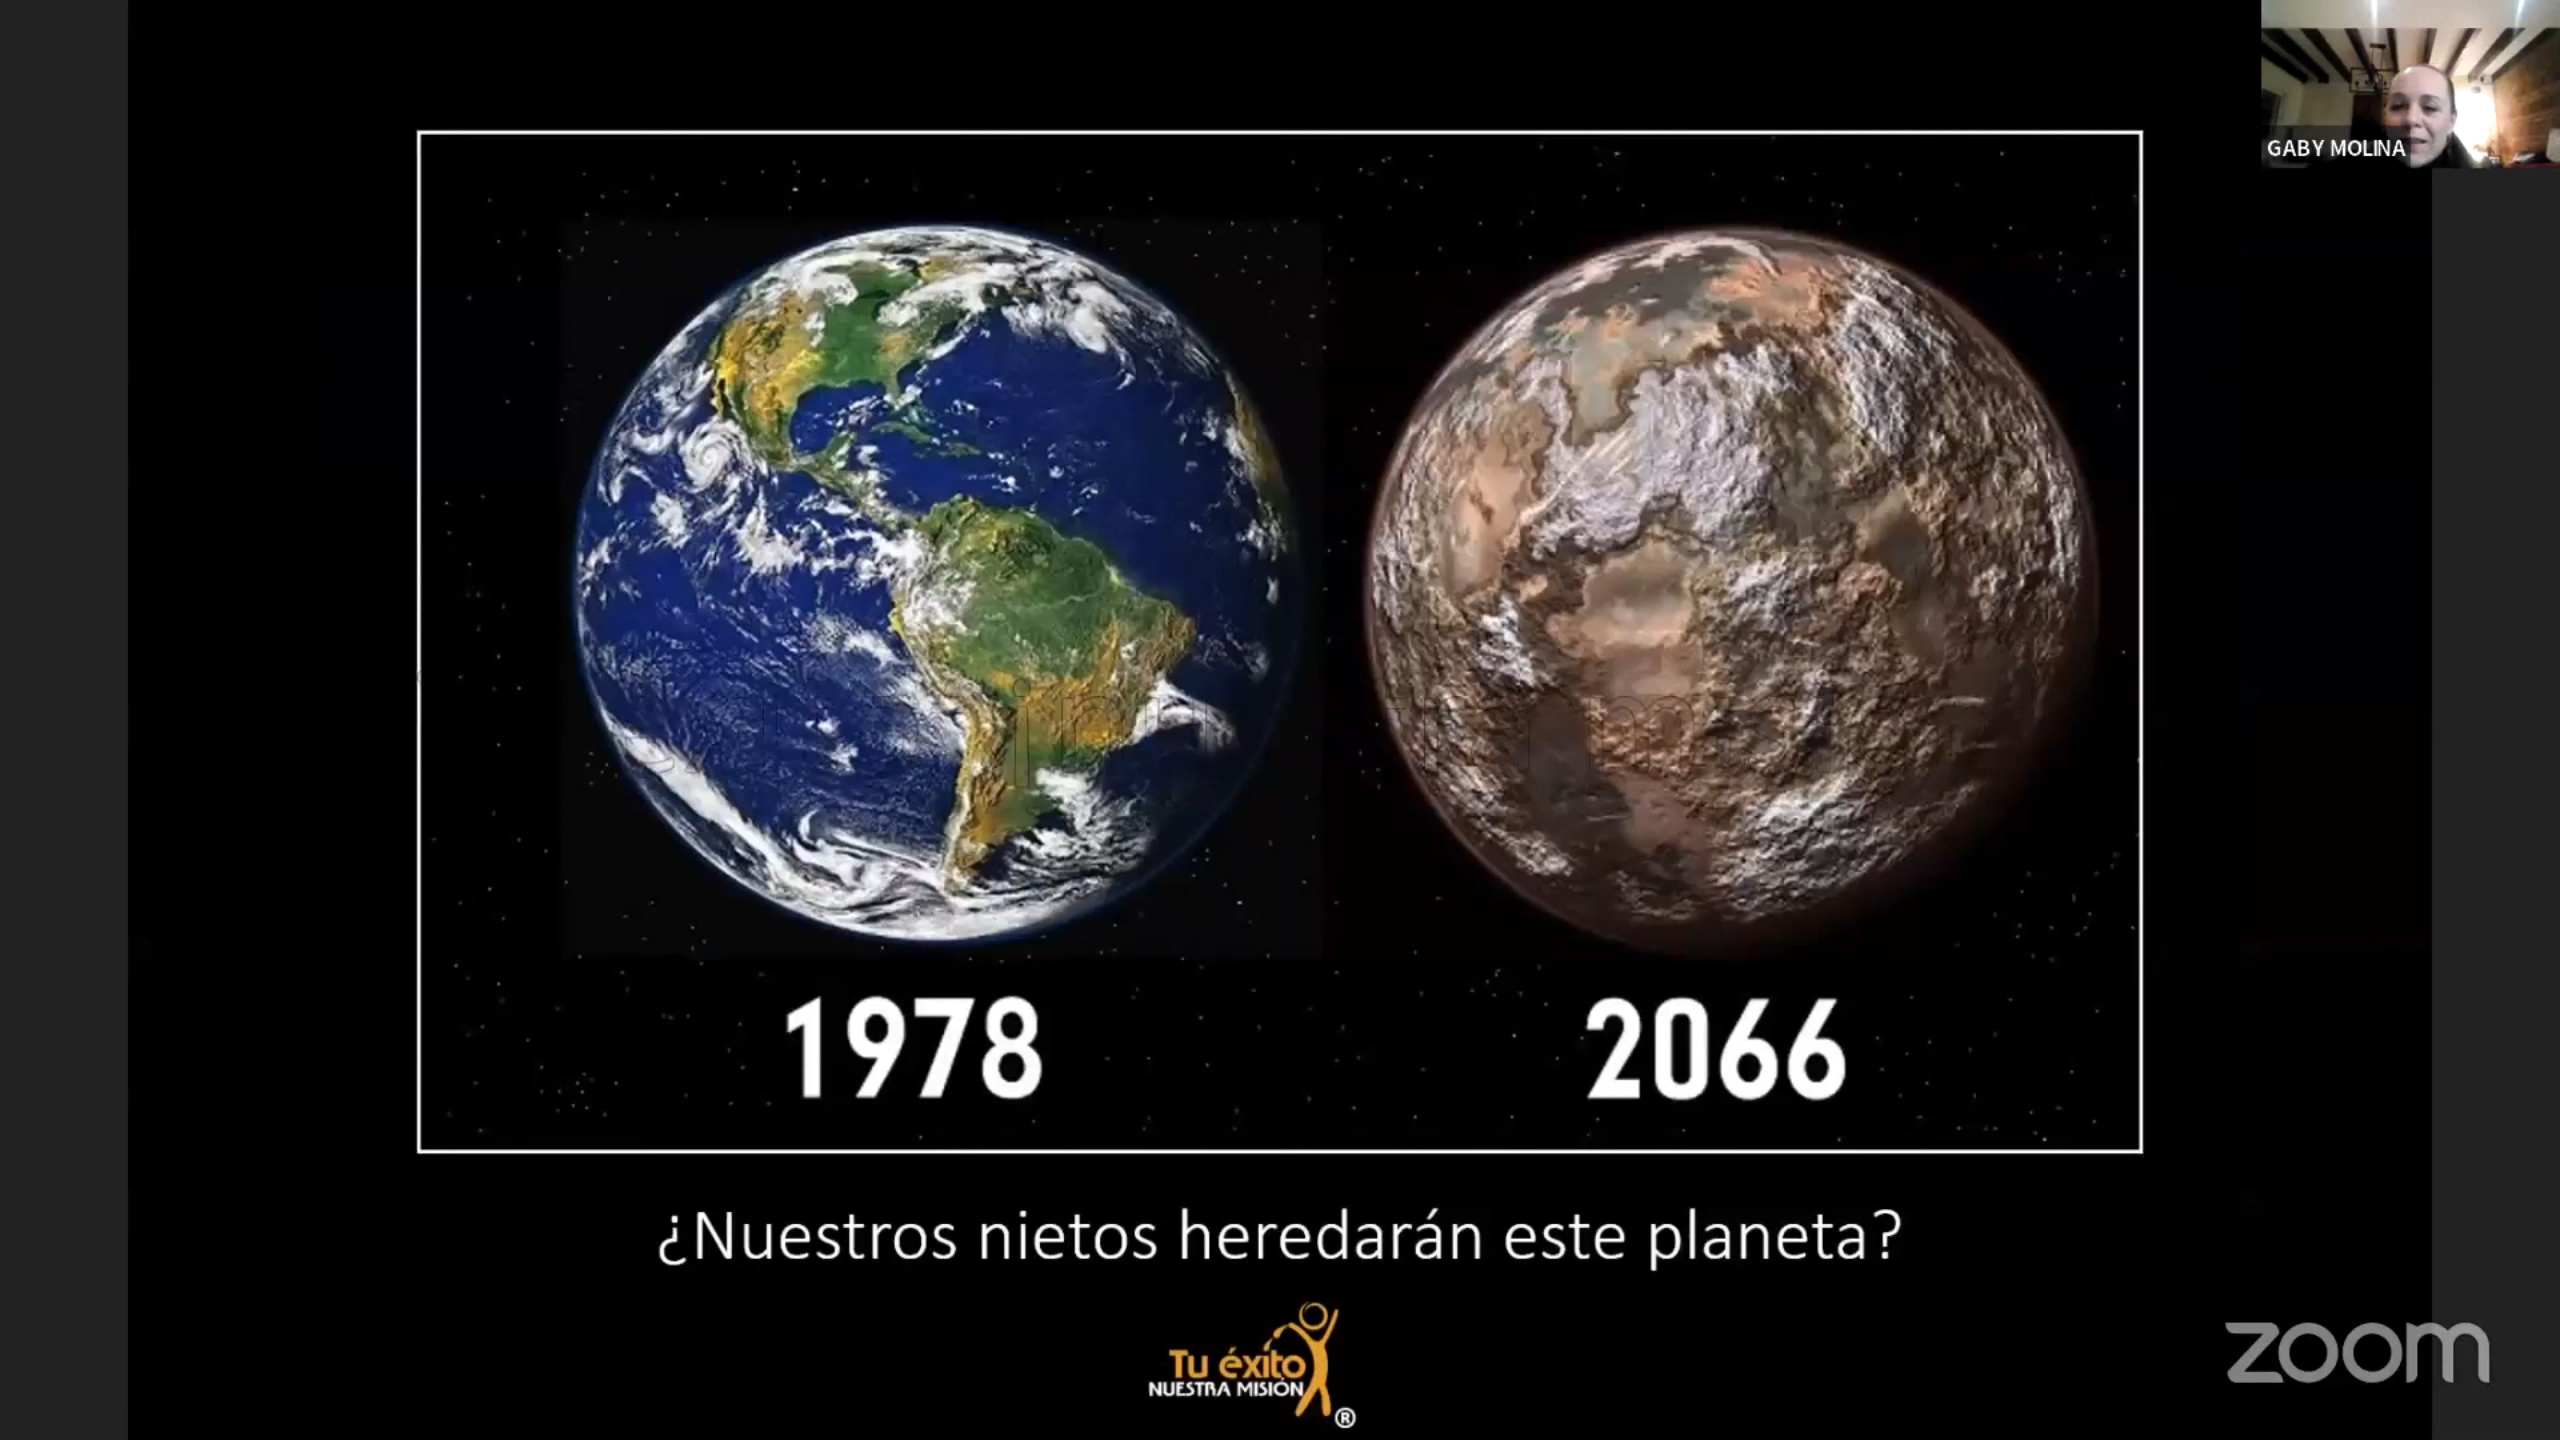 GABY MOLINA
1978
2066
¿Nuestros nietos heredarán este planeta?
Tu éxito
NUESTRA MISIÓN
®
zoom